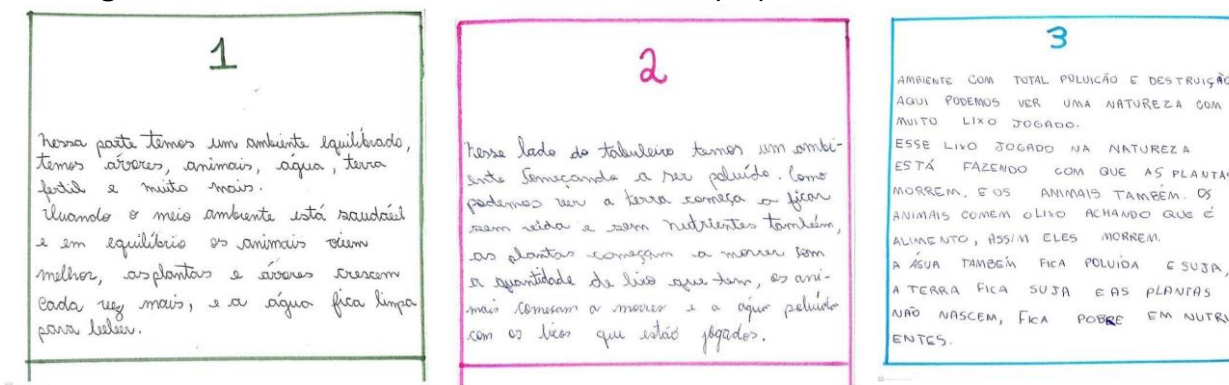 1
nessa parte temos um ambiente equilibrado,
temos árvores, animais, água, terra
fertil e muito mais.
Quando o meio ambiente está saudável
e em equilíbrio os animais vivem
melhor, as plantas e árvores crescem
cada vez mais, e a água fica limpa
para beber.
2
nesse lado do tabuleiro temos um ambi-
ente começando a ser poluído. Como
podemos ver a terra começa a ficar
sem vida e sem nutrientes também,
as plantas começam a morrer com
a quantidade de lixo que tem, os ani-
mais começam a morrer e a água poluída
com os lixos que estão jogados.
3
AMBIENTE COM TOTAL POLUIÇÃO E DESTRUIÇÃO
AQUI PODEMOS VER UMA NATUREZA COM
MUITO LIXO JOGADO.
ESSE LIXO JOGADO NA NATUREZA
ESTÁ FAZENDO COM QUE AS PLANTAS
MORREM. E OS ANIMAIS TAMBÉM. OS
ANIMAIS COMEM O LIXO ACHANDO QUE É
ALIMENTO, ASSIM ELES MORREM.
A ÁGUA TAMBÉM FICA POLUÍDA E SUJA,
A TERRA FICA SUJA E AS PLANTAS
NÃO NASCEM, FICA POBRE EM NUTRI
ENTES.